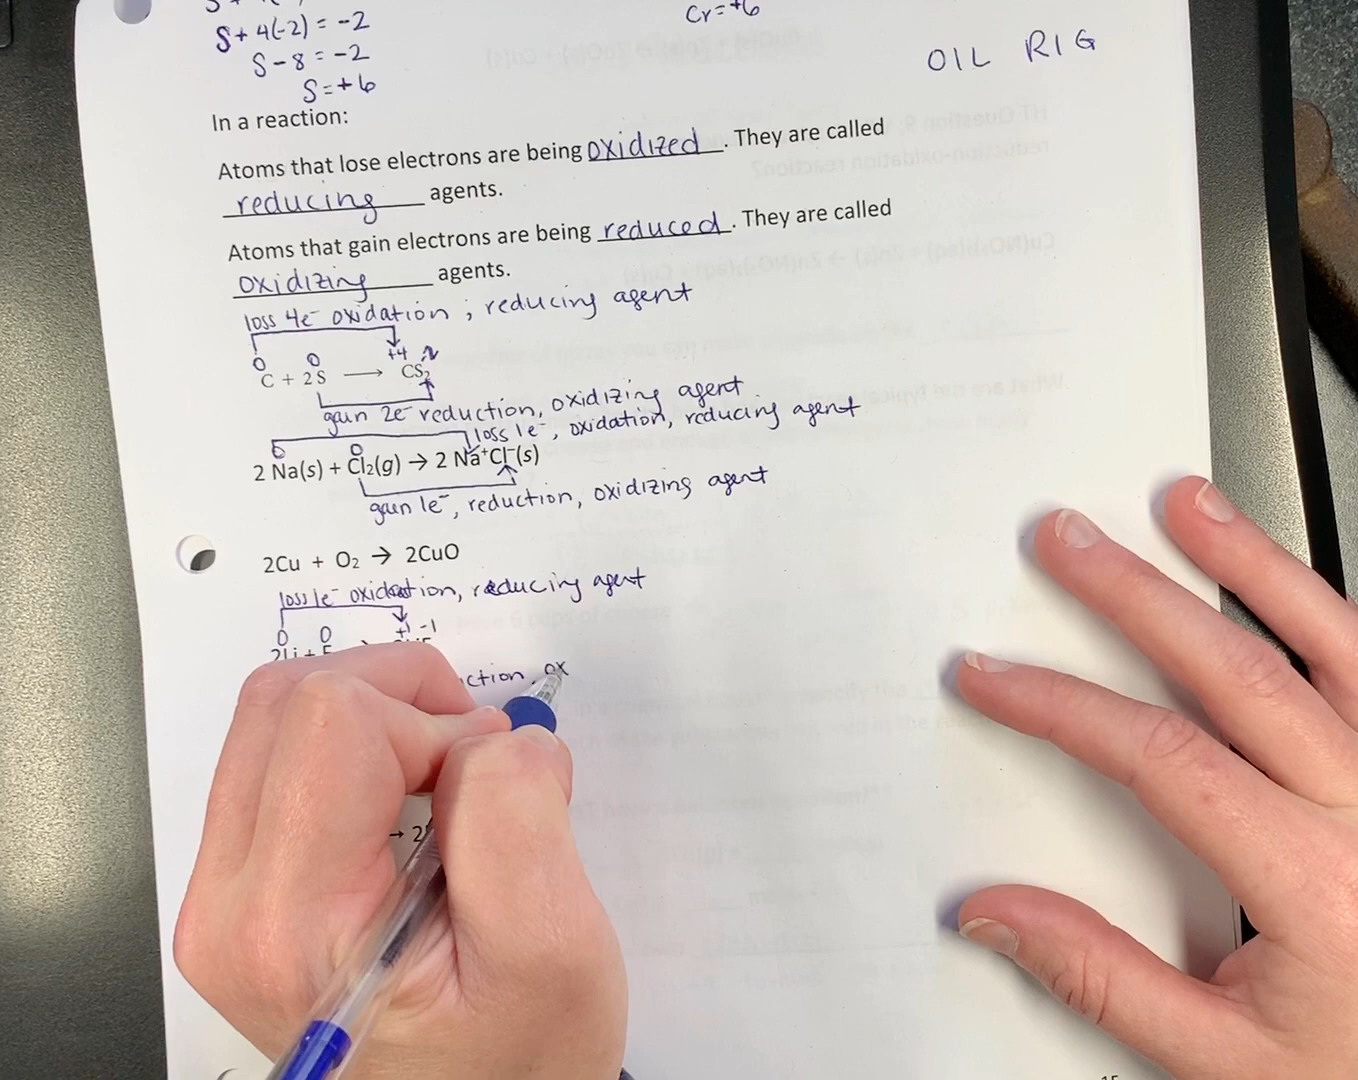 S + 4(-2) = -2
S - 8 = -2
S = +6
Cr = +6
OIL RIG
In a reaction:
Atoms that lose electrons are being oxidized. They are called
reducing agents.
Atoms that gain electrons are being reduced. They are called
oxidizing agents.
loss 4e⁻ oxidation ; reducing agent
0 0 +4
C + 2S ⟶ CS₂
gain 2e⁻ reduction, oxidizing agent
loss 1e⁻, oxidation, reducing agent
0 0
2 Na(s) + Cl₂(g) → 2 Na⁺Cl⁻(s)
gain 1e⁻, reduction, oxidizing agent
2Cu + O₂ → 2CuO
loss 1e⁻ oxidation, reducing agent
0 0 +1 -1
2Li +
ction, ox
→ 2